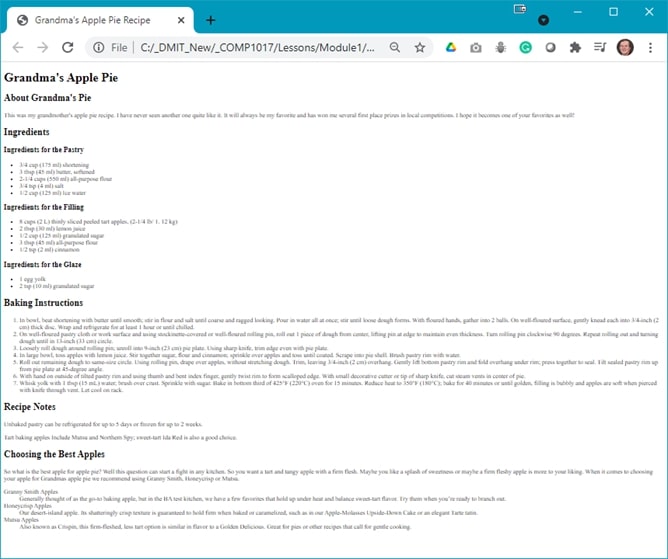 Grandma's Apple Pie Recipe
File
C:/_DMIT_New/_COMP1017/Lessons/Module1/...
Grandma's Apple Pie
About Grandma's Pie
This was my grandmother's apple pie recipe. I have never seen another one quite like it. It will always be my favorite and has won me several first place prizes in local competitions. I hope it becomes one of your favorites as well!
Ingredients
Ingredients for the Pastry
3/4 cup (175 ml) shortening
3 tbsp (45 ml) butter, softened
2-1/4 cups (550 ml) all-purpose flour
3/4 tsp (4 ml) salt
1/2 cup (125 ml) ice water
Ingredients for the Filling
8 cups (2 L) thinly sliced peeled tart apples, (2-1/4 lb/ 1. 12 kg)
2 tbsp (30 ml) lemon juice
1/2 cup (125 ml) granulated sugar
3 tbsp (45 ml) all-purpose flour
1/2 tsp (2 ml) cinnamon
Ingredients for the Glaze
1 egg yolk
2 tsp (10 ml) granulated sugar
Baking Instructions
1. In bowl, beat shortening with butter until smooth; stir in flour and salt until coarse and ragged looking. Pour in water all at once; stir until loose dough forms. With floured hands, gather into 2 balls. On well-floured surface, gently knead each into 3/4-inch (2
cm) thick disc. Wrap and refrigerate for at least 1 hour or until chilled.
2. On well-floured pastry cloth or work surface and using stockinette-covered or well-floured rolling pin, roll out 1 piece of dough from center, lifting pin at edge to maintain even thickness. Turn rolling pin clockwise 90 degrees. Repeat rolling out and turning
dough until in 13-inch (33 cm) circle.
3. Loosely roll dough around rolling pin; unroll into 9-inch (23 cm) pie plate. Using sharp knife, trim edge even with pie plate.
4. In large bowl, toss apples with lemon juice. Stir together sugar, flour and cinnamon; sprinkle over apples and toss until coated. Scrape into pie shell. Brush pastry rim with water.
5. Roll out remaining dough to same-size circle. Using rolling pin, drape over apples, without stretching dough. Trim, leaving 3/4-inch (2 cm) overhang. Gently lift bottom pastry rim and fold overhang under rim; press together to seal. Tilt sealed pastry rim up
from pie plate at 45-degree angle.
6. With hand on outside of tilted pastry rim and using thumb and bent index finger, gently twist rim to form scalloped edge. With small decorative cutter or tip of sharp knife, cut steam vents in center of pie.
7. Whisk yolk with 1 tbsp (15 mL) water; brush over crust. Sprinkle with sugar. Bake in bottom third of 425°F (220°C) oven for 15 minutes. Reduce heat to 350°F (180°C); bake for 40 minutes or until golden, filling is bubbly and apples are soft when pierced
with knife through vent. Let cool on rack.
Recipe Notes
Unbaked pastry can be refrigerated for up to 5 days or frozen for up to 2 weeks.
Tart baking apples include Mutsu and Northern Spy; sweet-tart Ida Red is also a good choice.
Choosing the Best Apples
So what is the best apple for apple pie? Well this question can start a fight in any kitchen. So you want a tart and tangy apple with a firm flesh. Maybe you like a splash of sweetness or maybe a firm fleshy apple is more to your liking. When it comes to choosing
your apple for Grandmas apple pie we recommend using Granny Smith, Honeycrisp or Mutsu.
Granny Smith Apples
Generally thought of as the go-to baking apple, but in the BA test kitchen, we have a few favorites that hold up under heat and balance sweet-tart flavor. Try them when you're ready to branch out.
Honeycrisp Apples
Our desert-island apple. Its shatteringly crisp texture is guaranteed to hold firm when baked or caramelized, such as in our Apple-Molasses Upside-Down Cake or an elegant Tarte tatin.
Mutsu Apples
Also known as Crispin, this firm-fleshed, less tart option is similar in flavor to a Golden Delicious. Great for pies or other recipes that call for gentle cooking.